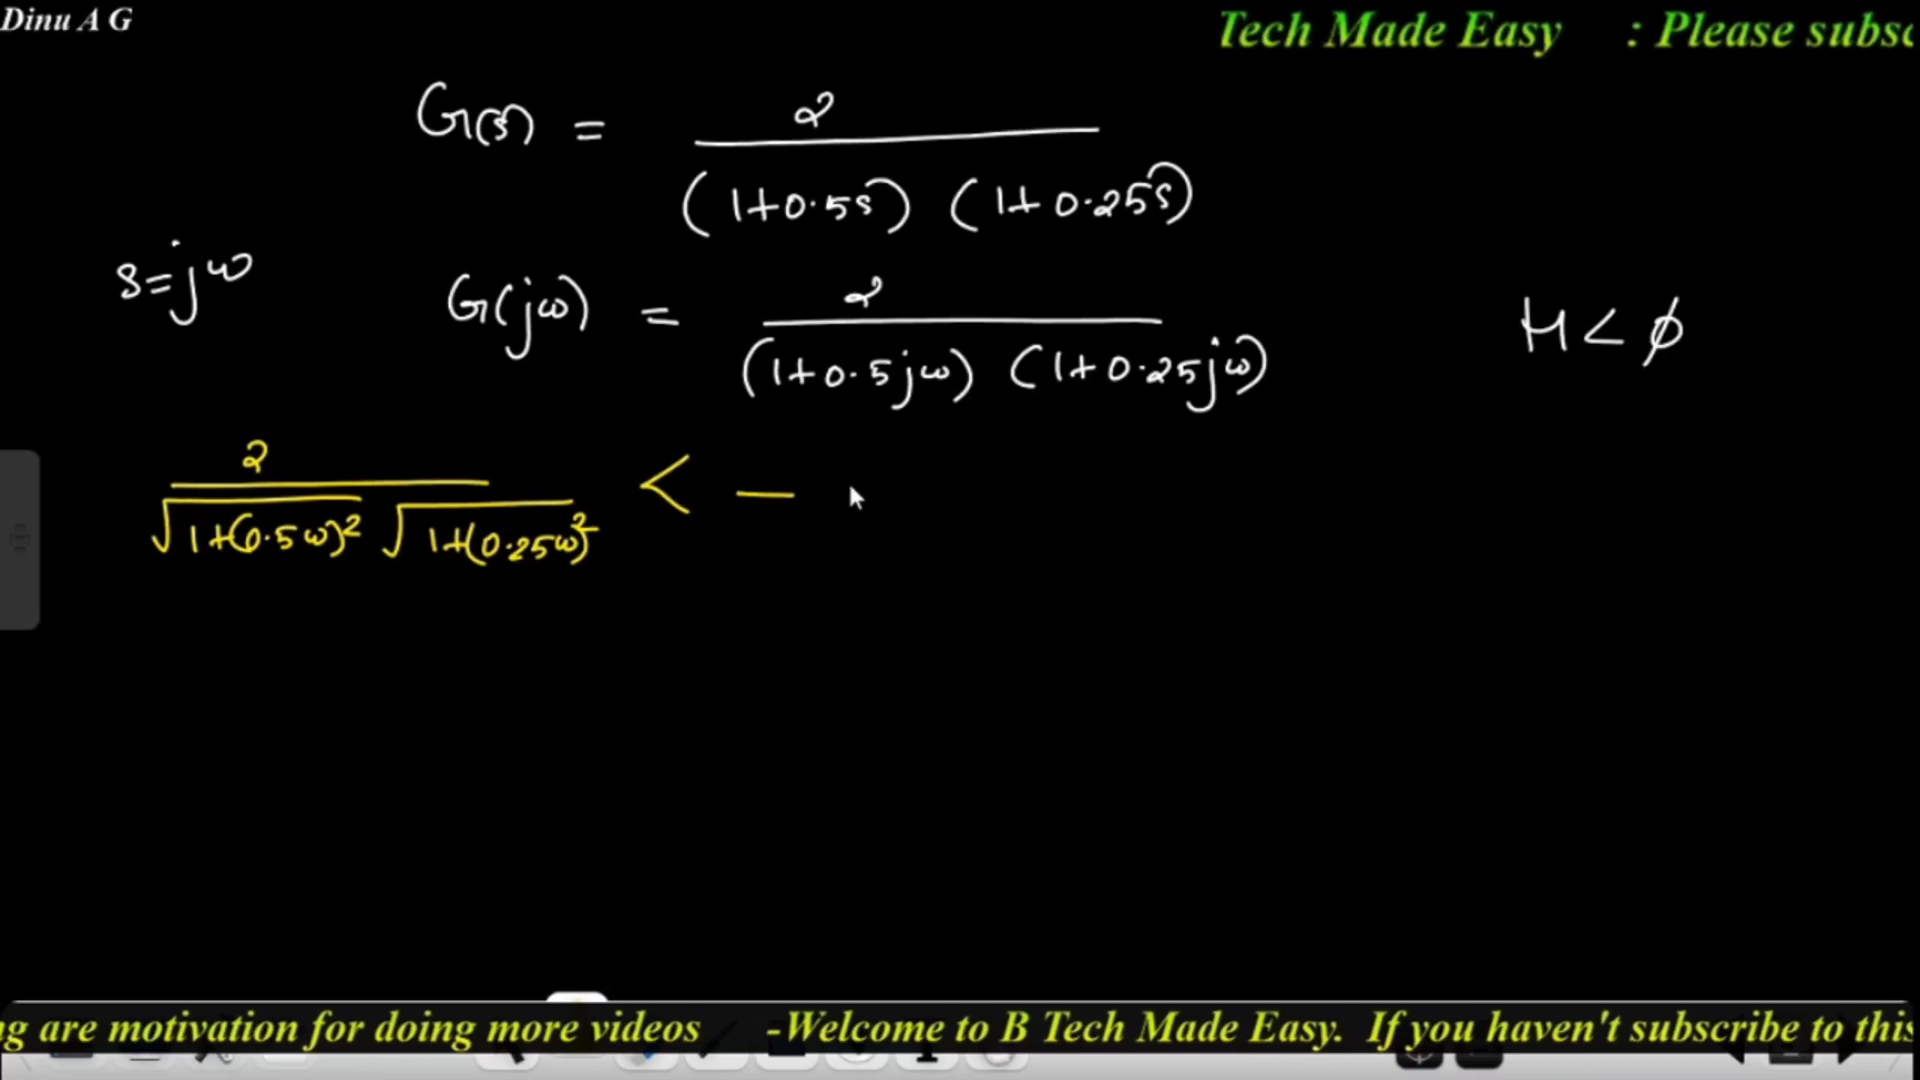 Dinu A G
Tech Made Easy : Please subsc
G(s) = 2 / (1+0.5s) (1+0.25s)
s=jω
G(jω) = 2 / (1+0.5jω) (1+0.25jω)
M < φ
2 / √1+(0.5ω)² √1+(0.25ω)² < —
ng are motivation for doing more videos -Welcome to B Tech Made Easy. If you haven't subscribe to this